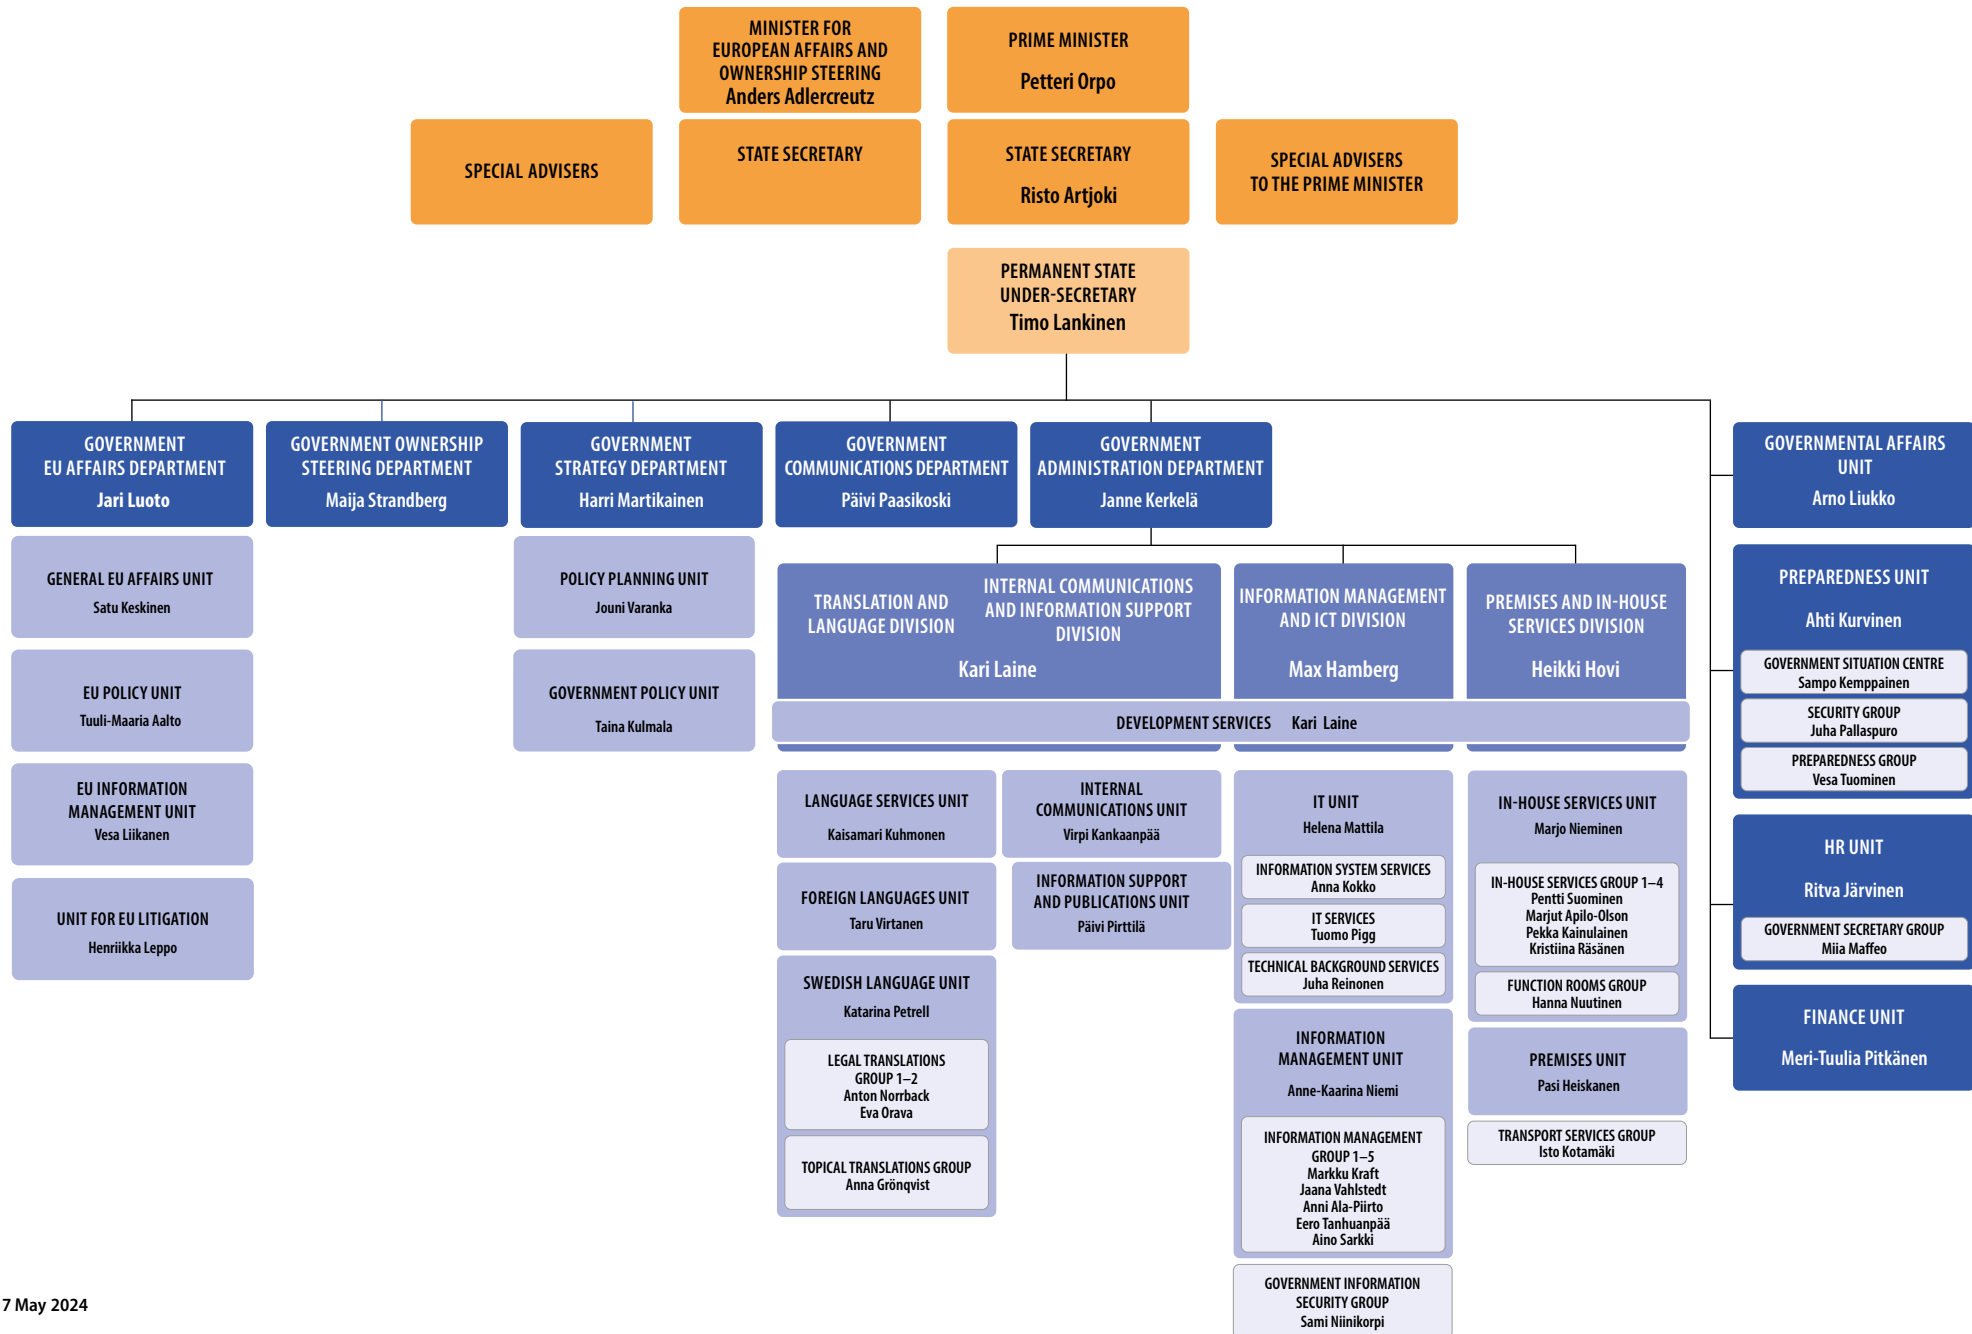 MINISTER FOR
EUROPEAN AFFAIRS AND
OWNERSHIP STEERING
Anders Adlercreutz
PRIME MINISTER
Petteri Orpo
SPECIAL ADVISERS
STATE SECRETARY
STATE SECRETARY
Risto Artjoki
SPECIAL ADVISERS
TO THE PRIME MINISTER
PERMANENT STATE
UNDER-SECRETARY
Timo Lankinen
GOVERNMENT
EU AFFAIRS DEPARTMENT
Jari Luoto
GOVERNMENT OWNERSHIP
STEERING DEPARTMENT
Maija Strandberg
GOVERNMENT
STRATEGY DEPARTMENT
Harri Martikainen
GOVERNMENT
COMMUNICATIONS DEPARTMENT
Päivi Paasikoski
GOVERNMENT
ADMINISTRATION DEPARTMENT
Janne Kerkelä
GENERAL EU AFFAIRS UNIT
Satu Keskinen
EU POLICY UNIT
Tuuli-Maaria Aalto
EU INFORMATION
MANAGEMENT UNIT
Vesa Liikanen
UNIT FOR EU LITIGATION
Henriikka Leppo
POLICY PLANNING UNIT
Jouni Varanka
GOVERNMENT POLICY UNIT
Taina Kulmala
TRANSLATION AND
LANGUAGE DIVISION
INTERNAL COMMUNICATIONS
AND INFORMATION SUPPORT
DIVISION
Kari Laine
INFORMATION MANAGEMENT
AND ICT DIVISION
Max Hamberg
PREMISES AND IN-HOUSE
SERVICES DIVISION
Heikki Hovi
DEVELOPMENT SERVICES Kari Laine
LANGUAGE SERVICES UNIT
Kaisamari Kuhmonen
FOREIGN LANGUAGES UNIT
Taru Virtanen
SWEDISH LANGUAGE UNIT
Katarina Petrell
LEGAL TRANSLATIONS
GROUP 1–2
Anton Norrback
Eva Orava
TOPICAL TRANSLATIONS GROUP
Anna Grönqvist
INTERNAL
COMMUNICATIONS UNIT
Virpi Kankaanpää
INFORMATION SUPPORT
AND PUBLICATIONS UNIT
Päivi Pirttilä
IT UNIT
Helena Mattila
INFORMATION SYSTEM SERVICES
Anna Kokko
IT SERVICES
Tuomo Pigg
TECHNICAL BACKGROUND SERVICES
Juha Reinonen
INFORMATION
MANAGEMENT UNIT
Anne-Kaarina Niemi
INFORMATION MANAGEMENT
GROUP 1–5
Markku Kraft
Jaana Vahlstedt
Anni Ala-Piirto
Eero Tanhuanpää
Aino Sarkki
GOVERNMENT INFORMATION
SECURITY GROUP
Sami Niinikorpi
IN-HOUSE SERVICES UNIT
Marjo Nieminen
IN-HOUSE SERVICES GROUP 1–4
Pentti Suominen
Marjut Apilo-Olson
Pekka Kainulainen
Kristiina Räsänen
FUNCTION ROOMS GROUP
Hanna Nuutinen
PREMISES UNIT
Pasi Heiskanen
TRANSPORT SERVICES GROUP
Isto Kotamäki
GOVERNMENTAL AFFAIRS
UNIT
Arno Liukko
PREPAREDNESS UNIT
Ahti Kurvinen
GOVERNMENT SITUATION CENTRE
Sampo Kemppainen
SECURITY GROUP
Juha Pallaspuro
PREPAREDNESS GROUP
Vesa Tuominen
HR UNIT
Ritva Järvinen
GOVERNMENT SECRETARY GROUP
Miia Maffeo
FINANCE UNIT
Meri-Tuulia Pitkänen
7 May 2024